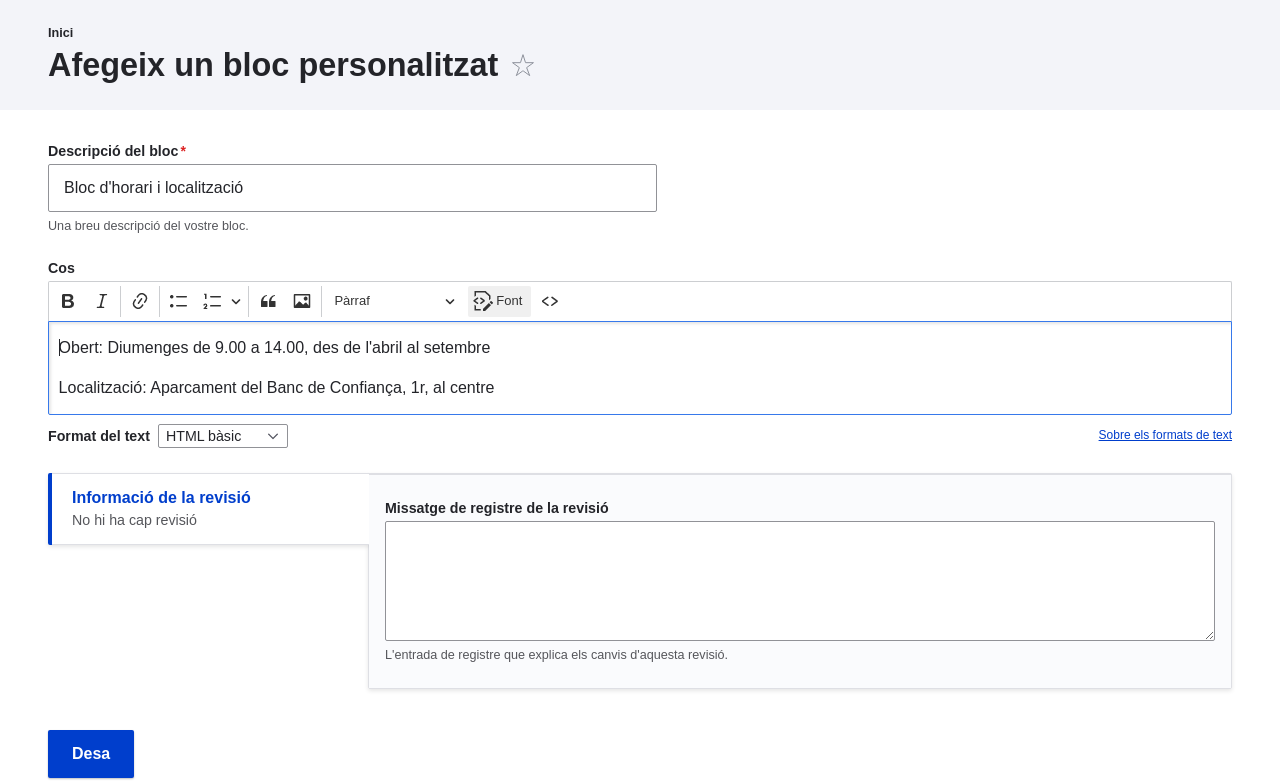 Inici
Afegeix un bloc personalitzat
Descripció del bloc*
Bloc d'horari i localització
Una breu descripció del vostre bloc.
Cos
Pàrraf
Font
Obert: Diumenges de 9.00 a 14.00, des de l'abril al setembre
Localització: Aparcament del Banc de Confiança, 1r, al centre
Format del text HTML bàsic
Sobre els formats de text
Informació de la revisió
No hi ha cap revisió
Missatge de registre de la revisió
L'entrada de registre que explica els canvis d'aquesta revisió.
Desa